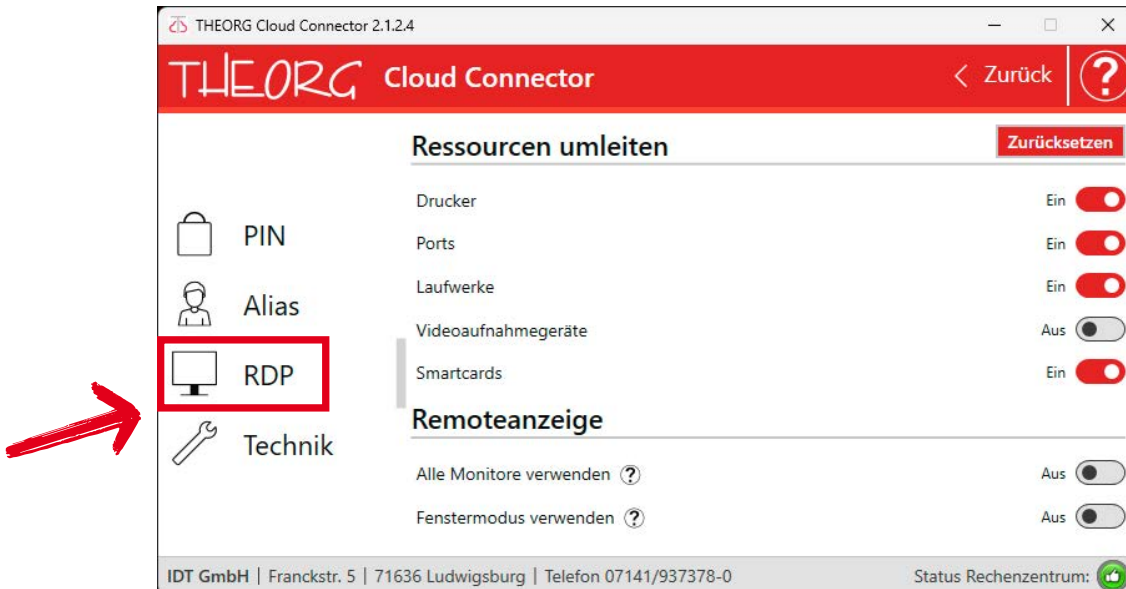 THEORG Cloud Connector 2.1.2.4
THEORG Cloud Connector
Zurück
?
PIN
Alias
RDP
Technik
Ressourcen umleiten
Zurücksetzen
Drucker Ein
Ports Ein
Laufwerke Ein
Videoaufnahmegeräte Aus
Smartcards Ein
Remoteanzeige
Alle Monitore verwenden ? Aus
Fenstermodus verwenden ? Aus
IDT GmbH | Franckstr. 5 | 71636 Ludwigsburg | Telefon 07141/937378-0 Status Rechenzentrum: